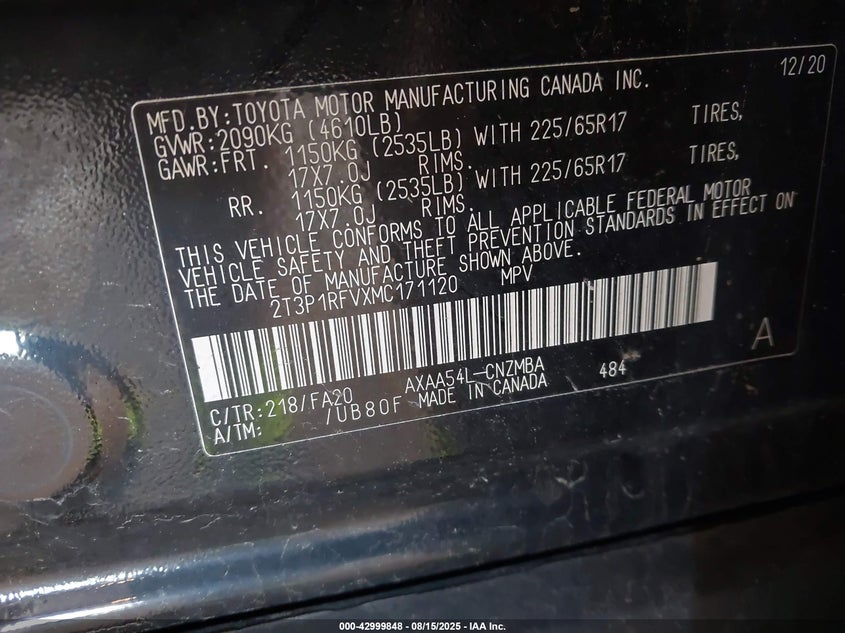 12/20
MFD.BY:TOYOTA MOTOR MANUFACTURING CANADA INC.
GVWR:2090KG (4610LB)
GAWR:FRT. 1150KG (2535LB) WITH 225/65R17 TIRES,
17X7.0J RIMS.
RR. 1150KG (2535LB) WITH 225/65R17 TIRES,
17X7.0J RIMS.
THIS VEHICLE CONFORMS TO ALL APPLICABLE FEDERAL MOTOR
VEHICLE SAFETY AND THEFT PREVENTION STANDARDS IN EFFECT ON
THE DATE OF MANUFACTURE SHOWN ABOVE.
2T3P1RFVXMC171120 MPV
A
C/TR:218/FA20 AXAA54L-CNZMBA 484
A/TM: /UB80F MADE IN CANADA
000-42999848 - 08/15/2025 - IAA Inc.